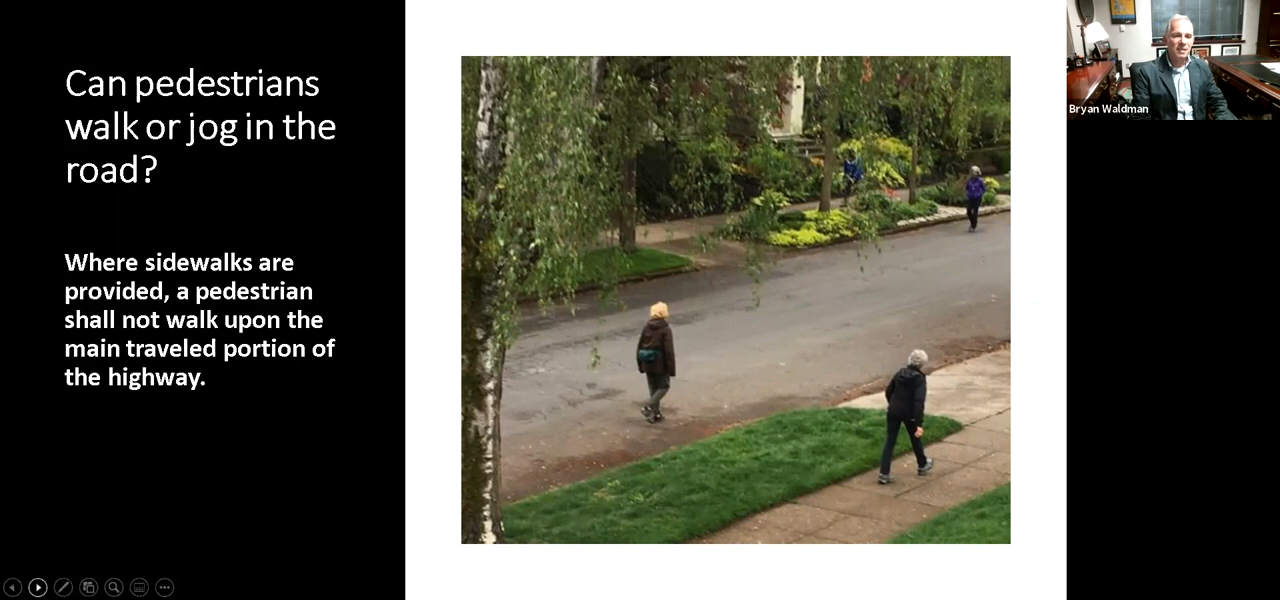 Can pedestrians
walk or jog in the
road?
Where sidewalks are
provided, a pedestrian
shall not walk upon the
main traveled portion of
the highway.
Bryan Waldman